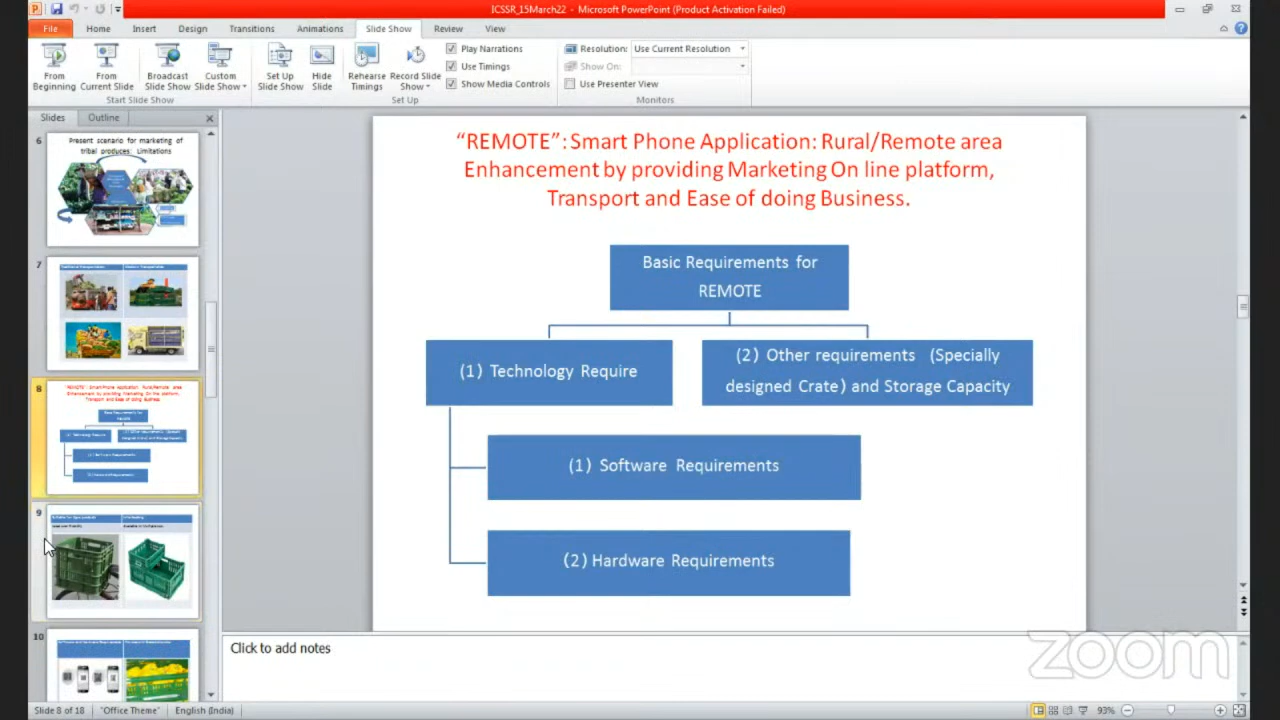 ICSSR_15March22 - Microsoft PowerPoint (Product Activation Failed)
File Home Insert Design Transitions Animations Slide Show Review View
From Beginning
From Current Slide
Broadcast Slide Show
Custom Slide Show
Start Slide Show
Set Up Slide Show
Hide Slide
Rehearse Timings
Record Slide Show
Play Narrations
Use Timings
Show Media Controls
Set Up
Resolution: Use Current Resolution
Show On:
Use Presenter View
Monitors
Slides Outline
6
Present scenario for marketing of
tribal produces: Limitations
7
8
9
10
“REMOTE”: Smart Phone Application: Rural/Remote area
Enhancement by providing Marketing On line platform,
Transport and Ease of doing Business.
Basic Requirements for
REMOTE
(1) Technology Require
(2) Other requirements (Specially
designed Crate) and Storage Capacity
(1) Software Requirements
(2) Hardware Requirements
Click to add notes
zoom
Slide 8 of 18 "Office Theme" English (India) 93%